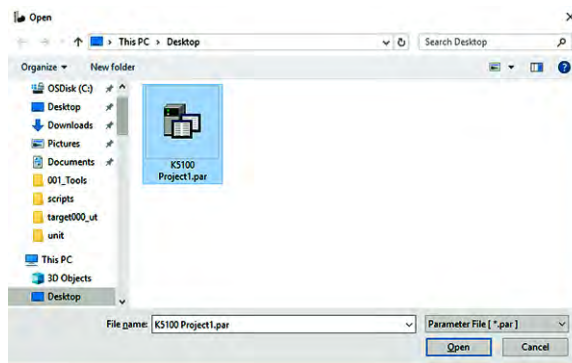 Open
This PC > Desktop
Search Desktop
Organize
New folder
OSDisk (C:)
Desktop
Downloads
Pictures
Documents
001_Tools
scripts
target000_ut
unit
This PC
3D Objects
Desktop
K5100
Project1.par
File name: K5100 Project1.par
Parameter File [ *.par ]
Open
Cancel